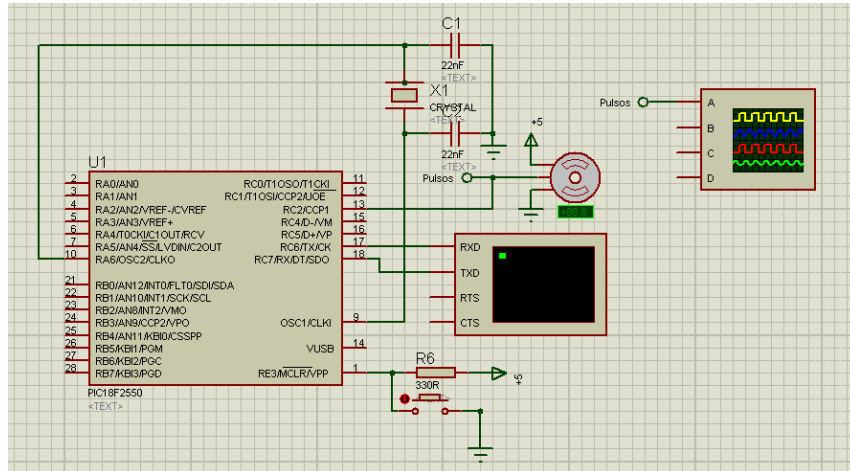 C1
22nF
<TEXT>
X1
CRYSTAL
<TEXT>
C2
22nF
<TEXT>
Pulsos
+5
Pulsos
A
B
C
D
U1
2 RA0/AN0 RC0/T1OSO/T1CKI 11
3 RA1/AN1 RC1/T1OSI/CCP2/UOE 12
4 RA2/AN2/VREF-/CVREF RC2/CCP1 13
5 RA3/AN3/VREF+ RC4/D-/VM 15
6 RA4/T0CKI/C1OUT/RCV RC5/D+/VP 16
7 RA5/AN4/SS/LVDIN/C2OUT RC6/TX/CK 17
10 RA6/OSC2/CLKO RC7/RX/DT/SDO 18
21 RB0/AN12/INT0/FLT0/SDI/SDA
22 RB1/AN10/INT1/SCK/SCL
23 RB2/AN8/INT2/VMO
24 RB3/AN9/CCP2/VPO OSC1/CLKI 9
25 RB4/AN11/KBI0/CSSPP
26 RB5/KBI1/PGM VUSB 14
27 RB6/KBI2/PGC
28 RB7/KBI3/PGD RE3/MCLR/VPP 1
PIC18F2550
<TEXT>
RXD
TXD
RTS
CTS
R6
330R
+5